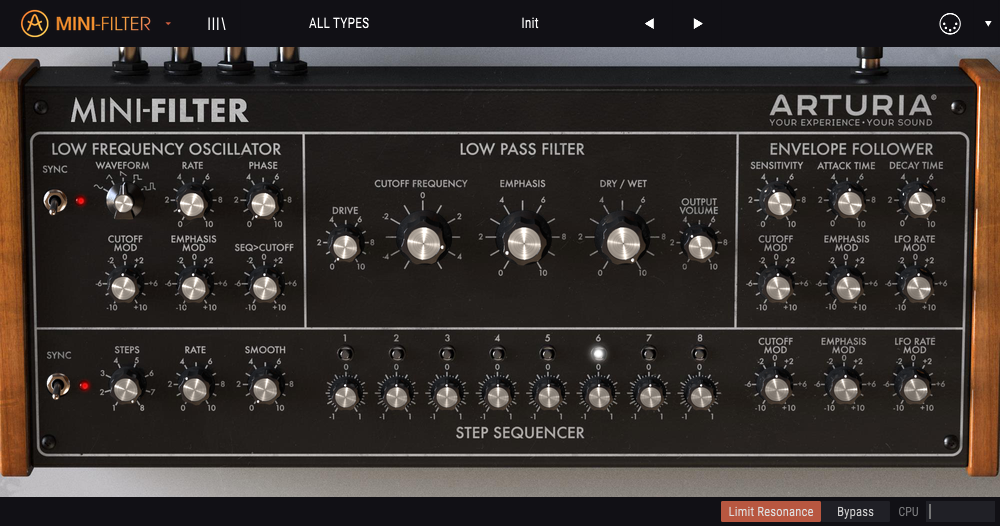 MINI-FILTER
ALL TYPES
Init
MINI-FILTER
ARTURIA®
YOUR EXPERIENCE • YOUR SOUND
LOW FREQUENCY OSCILLATOR
SYNC
WAVEFORM
RATE
0 2 4 6 8 10
PHASE
0 2 4 6 8 10
CUTOFF MOD
-10 -6 -2 0 +2 +6 +10
EMPHASIS MOD
-10 -6 -2 0 +2 +6 +10
SEQ>CUTOFF
-10 -6 -2 0 +2 +6 +10
LOW PASS FILTER
DRIVE
0 2 4 6 8 10
CUTOFF FREQUENCY
-4 -2 0 2 4
EMPHASIS
0 2 4 6 8 10
DRY / WET
0 2 4 6 8 10
OUTPUT VOLUME
0 2 4 6 8 10
ENVELOPE FOLLOWER
SENSITIVITY
0 2 4 6 8 10
ATTACK TIME
0 2 4 6 8 10
DECAY TIME
0 2 4 6 8 10
CUTOFF MOD
-10 -6 -2 0 +2 +6 +10
EMPHASIS MOD
-10 -6 -2 0 +2 +6 +10
LFO RATE MOD
-10 -6 -2 0 +2 +6 +10
SYNC
STEPS
1 2 3 4 5 6 7 8
RATE
0 2 4 6 8 10
SMOOTH
0 2 4 6 8 10
1 2 3 4 5 6 7 8
0 0 0 0 0 0 0 0
-1 1 -1 1 -1 1 -1 1 -1 1 -1 1 -1 1 -1 1
STEP SEQUENCER
CUTOFF MOD
-10 -6 -2 0 +2 +6 +10
EMPHASIS MOD
-10 -6 -2 0 +2 +6 +10
LFO RATE MOD
-10 -6 -2 0 +2 +6 +10
Limit Resonance
Bypass
CPU